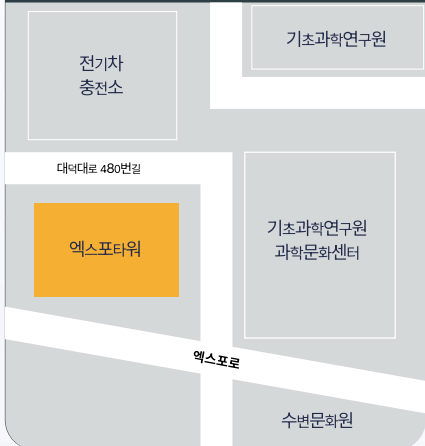 기초과학연구원
전기차
충전소
대덕대로 480번길
엑스포타워
기초과학연구원
과학문화센터
엑스포로
수변문화원